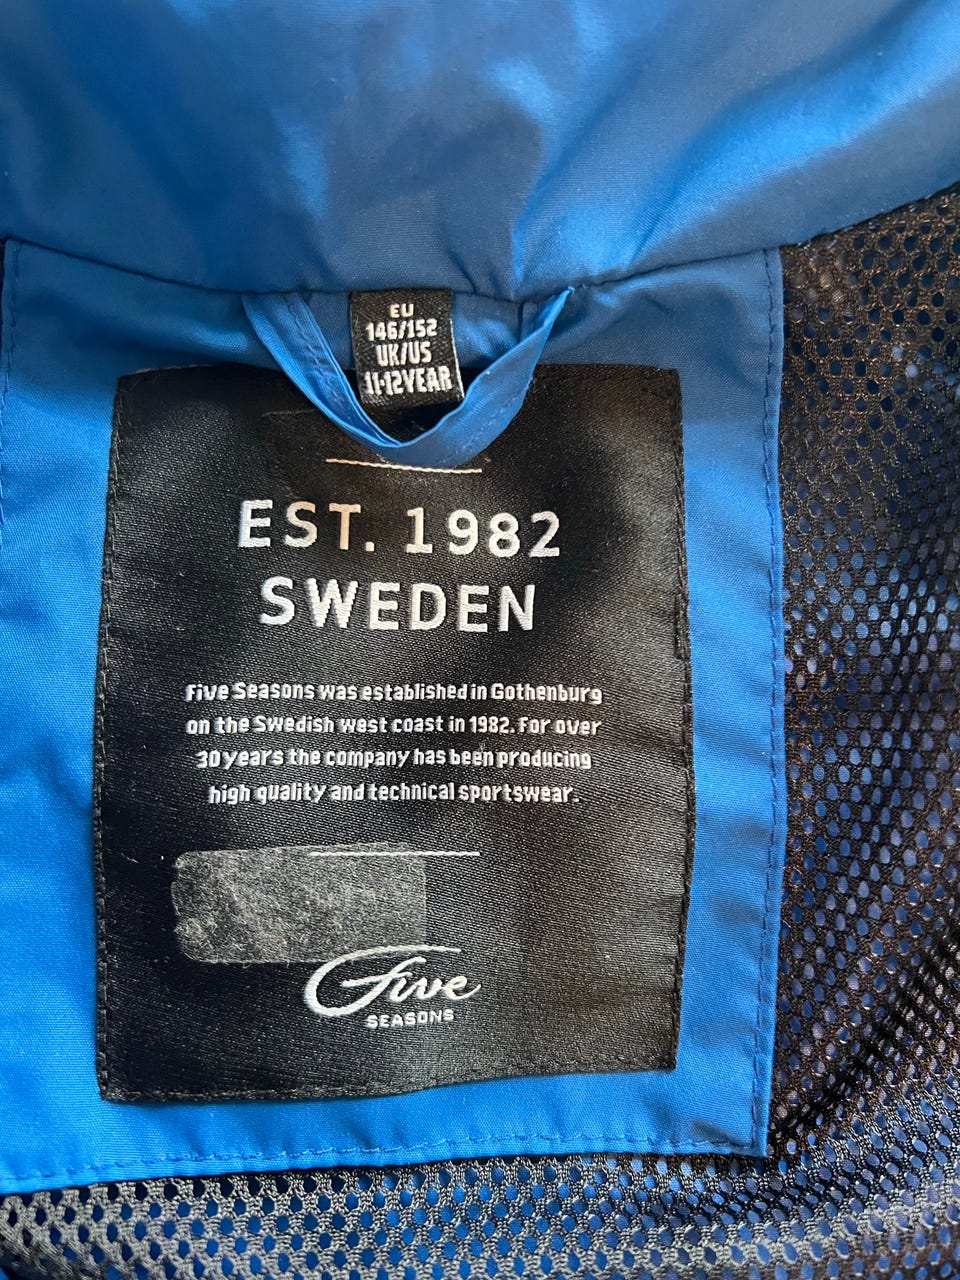 EU
146/152
UK/US
11-12YEAR
EST. 1982
SWEDEN
Five Seasons was established in Gothenburg
on the Swedish west coast in 1982. For over
30 years the company has been producing
high quality and technical sportswear.
Five
SEASONS